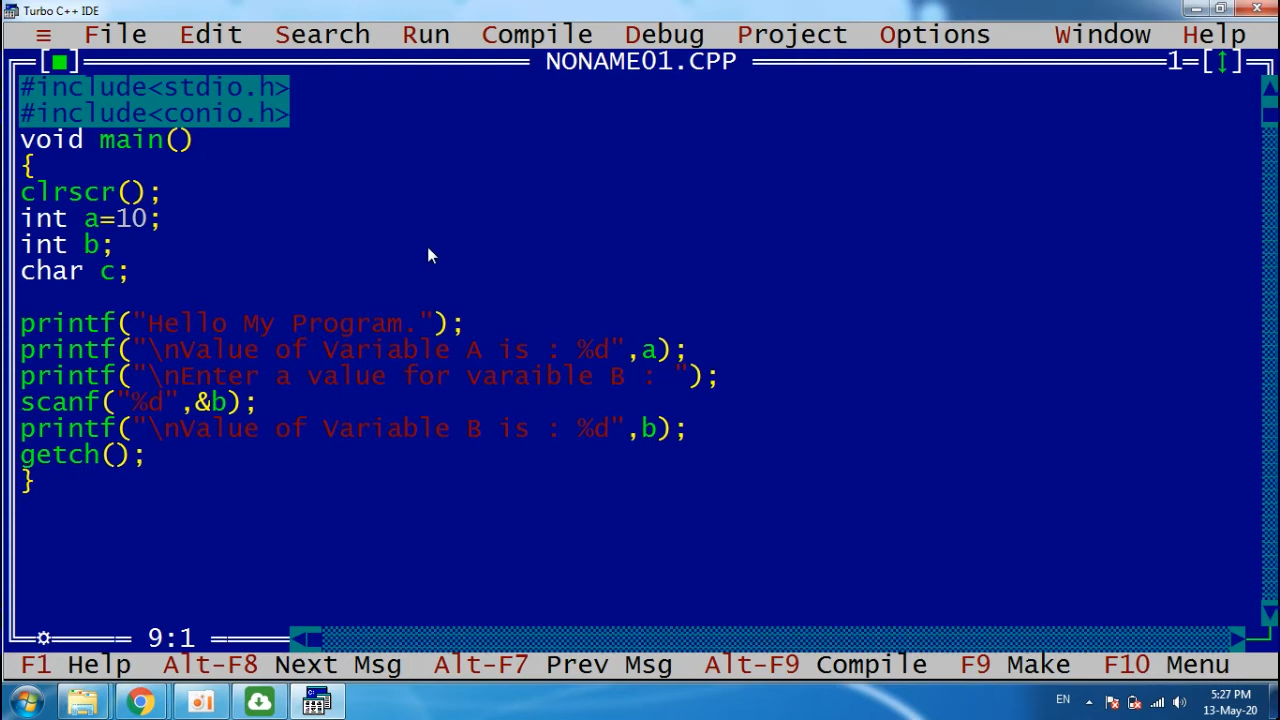 Turbo C++ IDE
≡ File Edit Search Run Compile Debug Project Options Window Help
[■] NONAME01.CPP 1=[↕]
#include<stdio.h>
#include<conio.h>
void main()
{
clrscr();
int a=10;
int b;
char c;
printf("Hello My Program.");
printf("\nValue of Variable A is : %d",a);
printf("\nEnter a value for varaible B : ");
scanf("%d",&b);
printf("\nValue of Variable B is : %d",b);
getch();
}
9:1
F1 Help Alt-F8 Next Msg Alt-F7 Prev Msg Alt-F9 Compile F9 Make F10 Menu
EN 5:27 PM
13-May-20